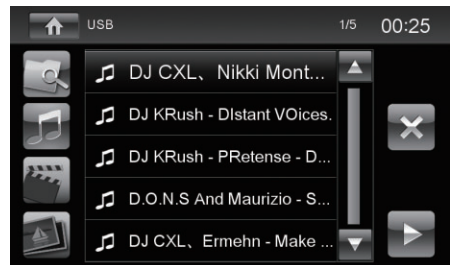 USB 1/5 00:25
DJ CXL、Nikki Mont...
DJ KRush - DIstant VOices.
DJ KRush - PRetense - D...
D.O.N.S And Maurizio - S...
DJ CXL、Ermehn - Make ...